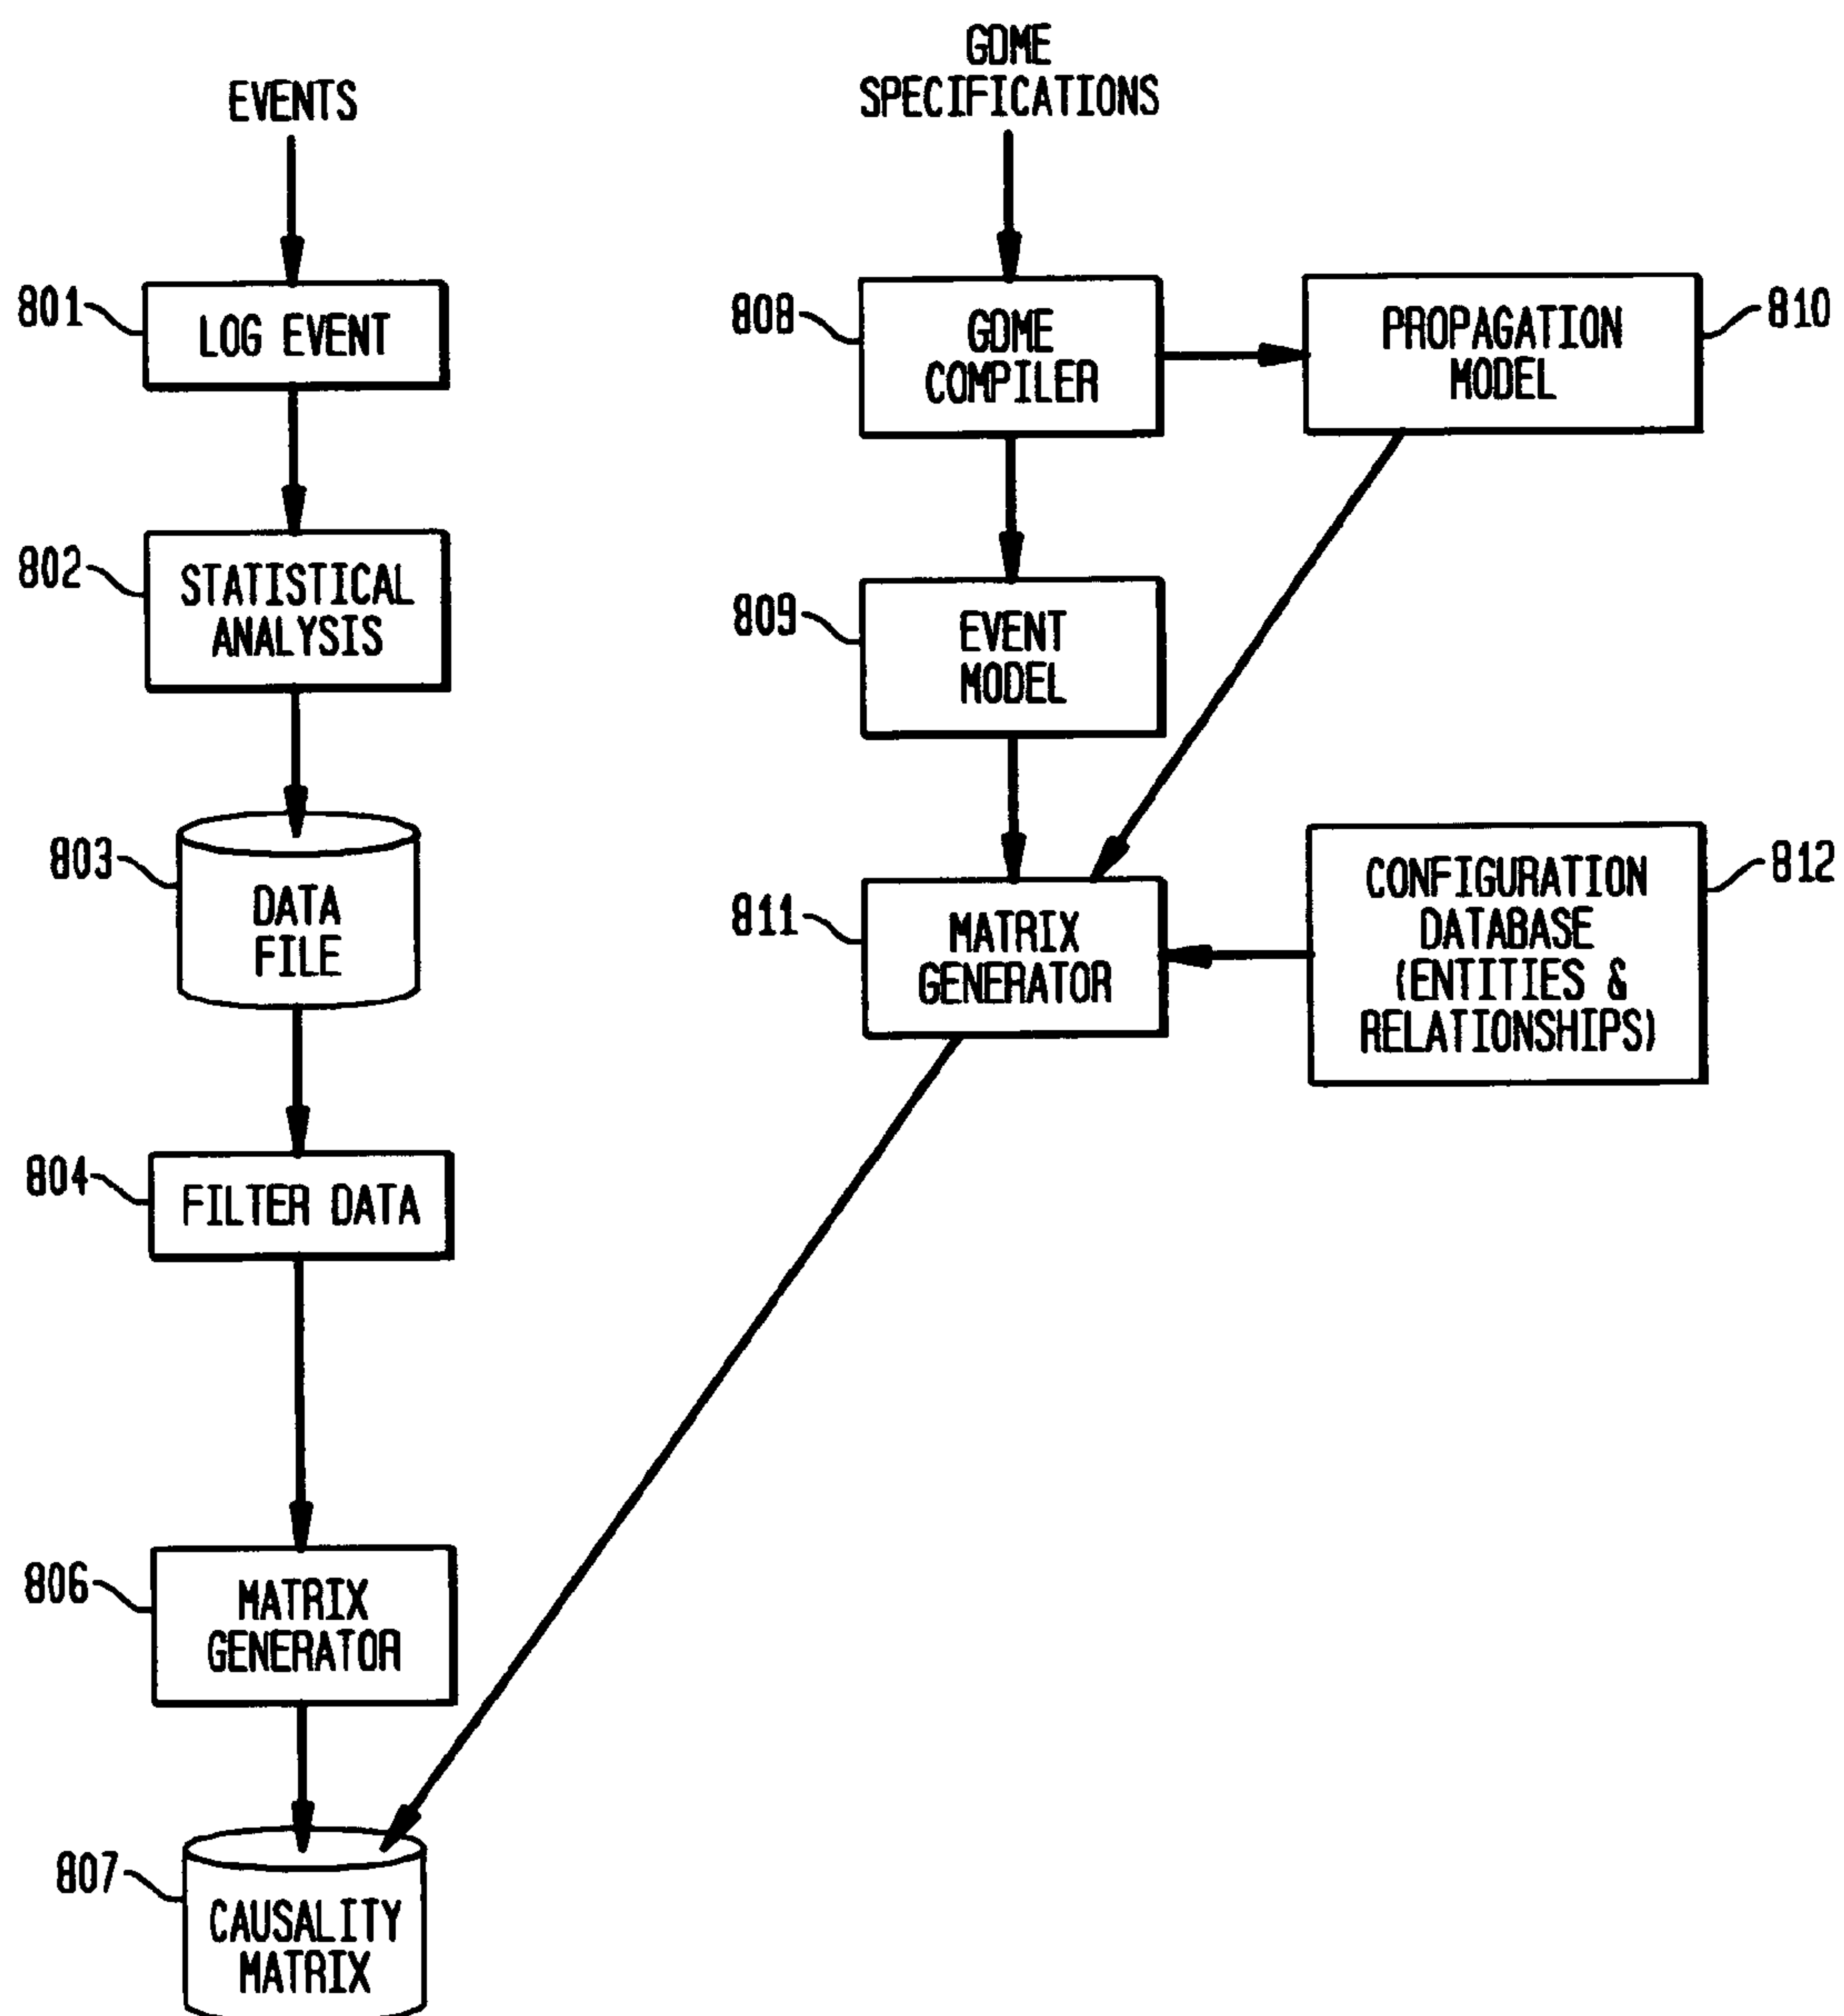 EVENTS
801
LOG EVENT
802
STATISTICAL
ANALYSIS
803
DATA
FILE
804
FILTER DATA
806
MATRIX
GENERATOR
807
CAUSALITY
MATRIX
GDME
SPECIFICATIONS
808
GDME
COMPILER
810
PROPAGATION
MODEL
809
EVENT
MODEL
811
MATRIX
GENERATOR
812
CONFIGURATION
DATABASE
(ENTITIES &
RELATIONSHIPS)